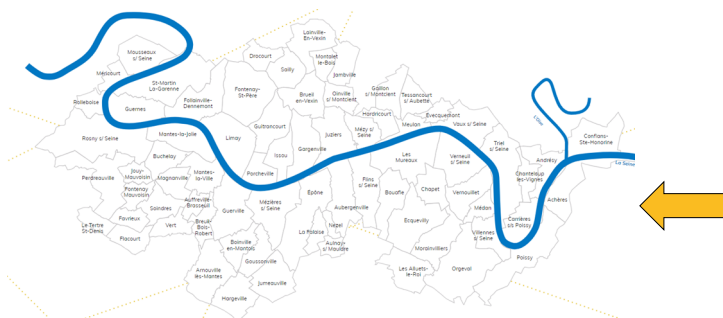 Mousseaux
s/ Seine
Méricourt
Rolleboise
St-Martin
La-Garenne
Guernes
Follainville-
Dennemont
Rosny s/ Seine
Mantes-la-Jolie
Buchelay
Perdreauville
Jouy-
Mauvoisin
Fontenay
Mauvoisin
Magnanville
Mantes-
la-Ville
Auffreville-
Brasseuil
Soindres
Favrieux
Vert
Breuil-
Bois-
Robert
Le Tertre
St-Denis
Flacourt
Drocourt
Sailly
Fontenay-
St-Père
Lainville-
En-Vexin
Montalet
le-Bois
Jambville
Brueil
en-Vexin
Oinville
s/ Montcient
Gaillon
s/ Montcient
Tessancourt
s/ Aubette
Hardricourt
Evecquemont
Guitrancourt
Limay
Issou
Gargenville
Juziers
Mézy s/
Seine
Meulan
Vaux s/ Seine
Triel
s/ Seine
Porcheville
Guerville
Mézières
s/ Seine
Epône
Flins
s/ Seine
Aubergenville
Bouafle
Les
Mureaux
Chapet
Verneuil
s/ Seine
Vernouillet
Médan
Villennes
s/ Seine
Ecquevilly
Morainvilliers
Les Alluets-
le-Roi
Orgeval
Nézel
La Falaise
Aulnay-
s/ Mauldre
Boinville
en-Mantois
Goussonville
Arnouville
lès-Mantes
Jumeauville
Hargeville
L'Oise
Conflans-
Ste-Honorine
La Seine
Andrésy
Chanteloup
les-Vignes
Achères
Carrières
s/s Poissy
Poissy